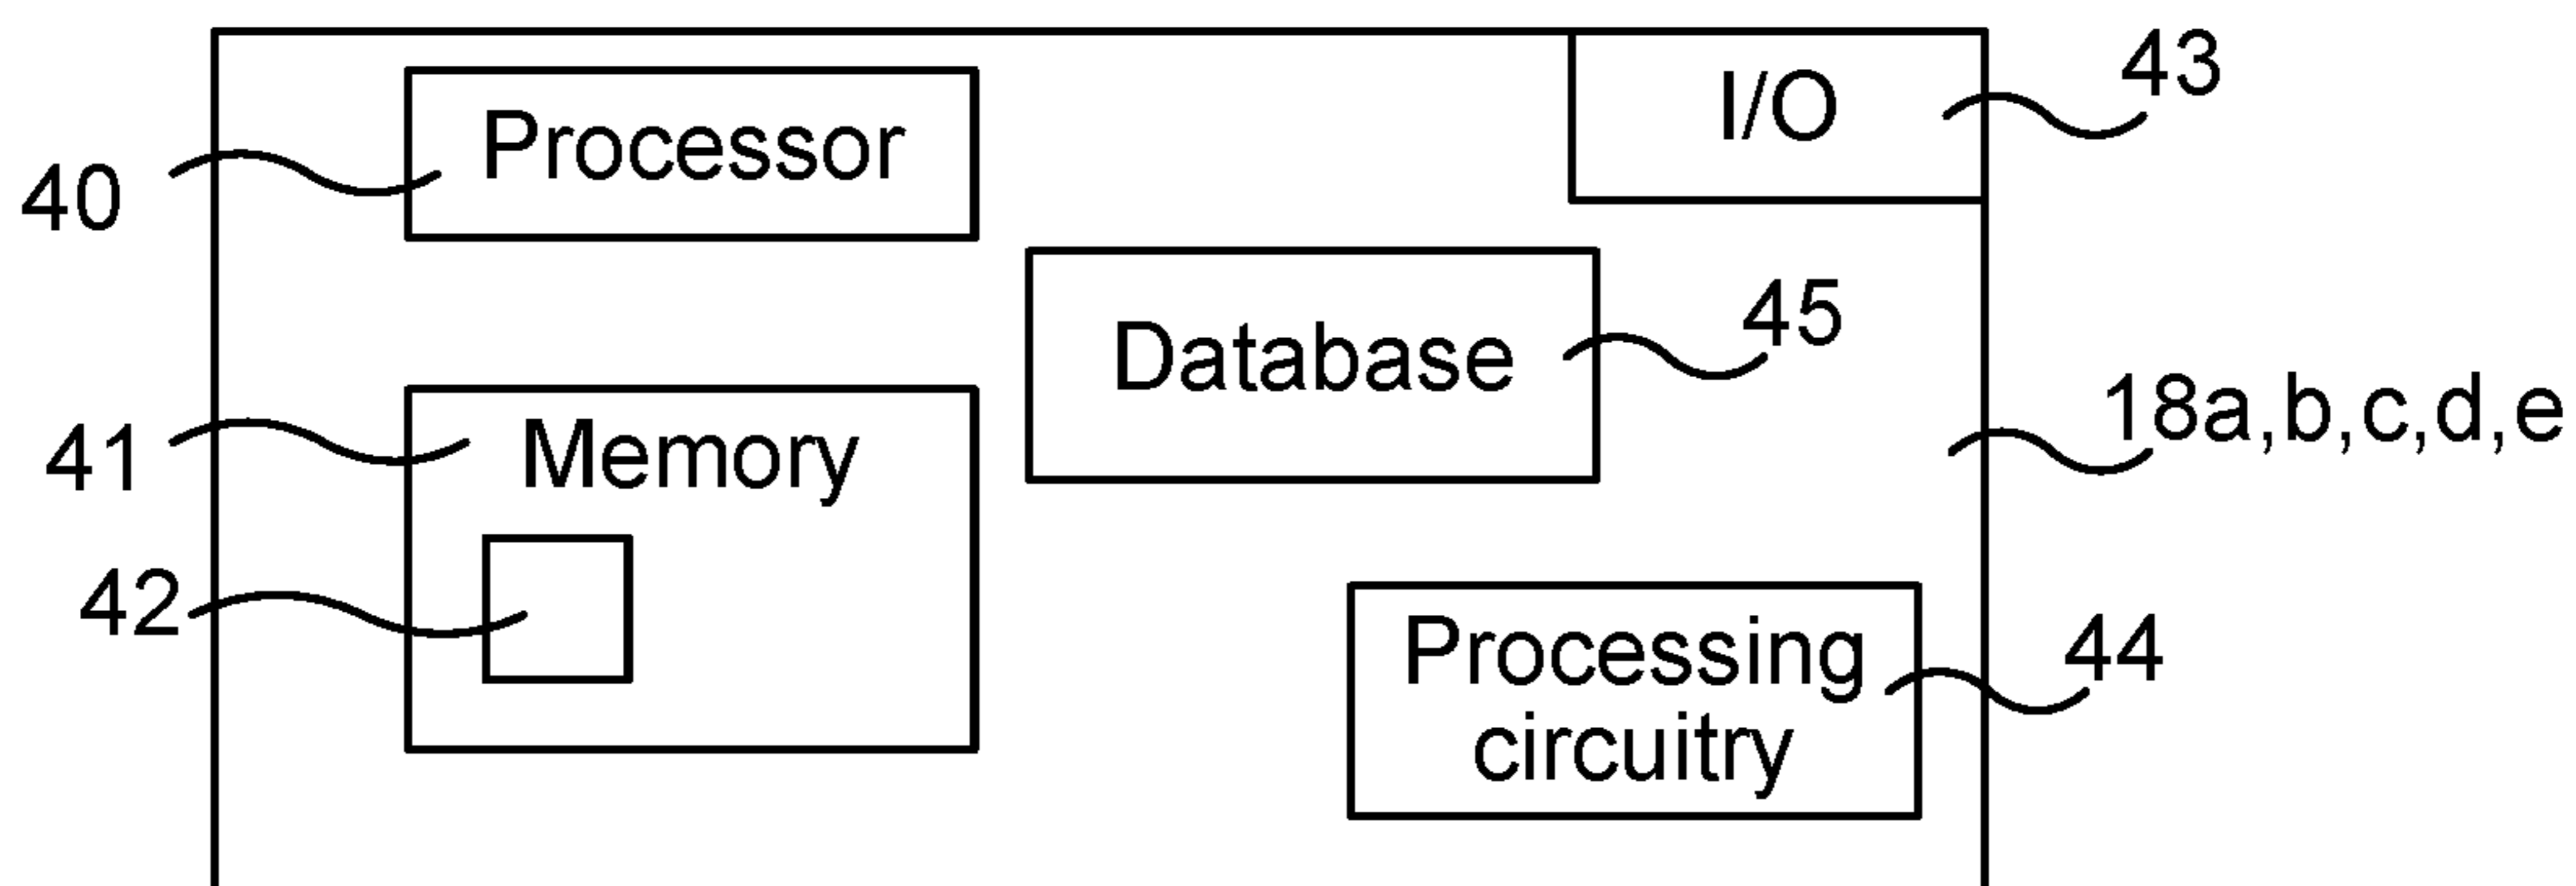 Processor
I/O
43
40
Database
45
18a,b,c,d,e
41
Memory
42
Processing
circuitry
44